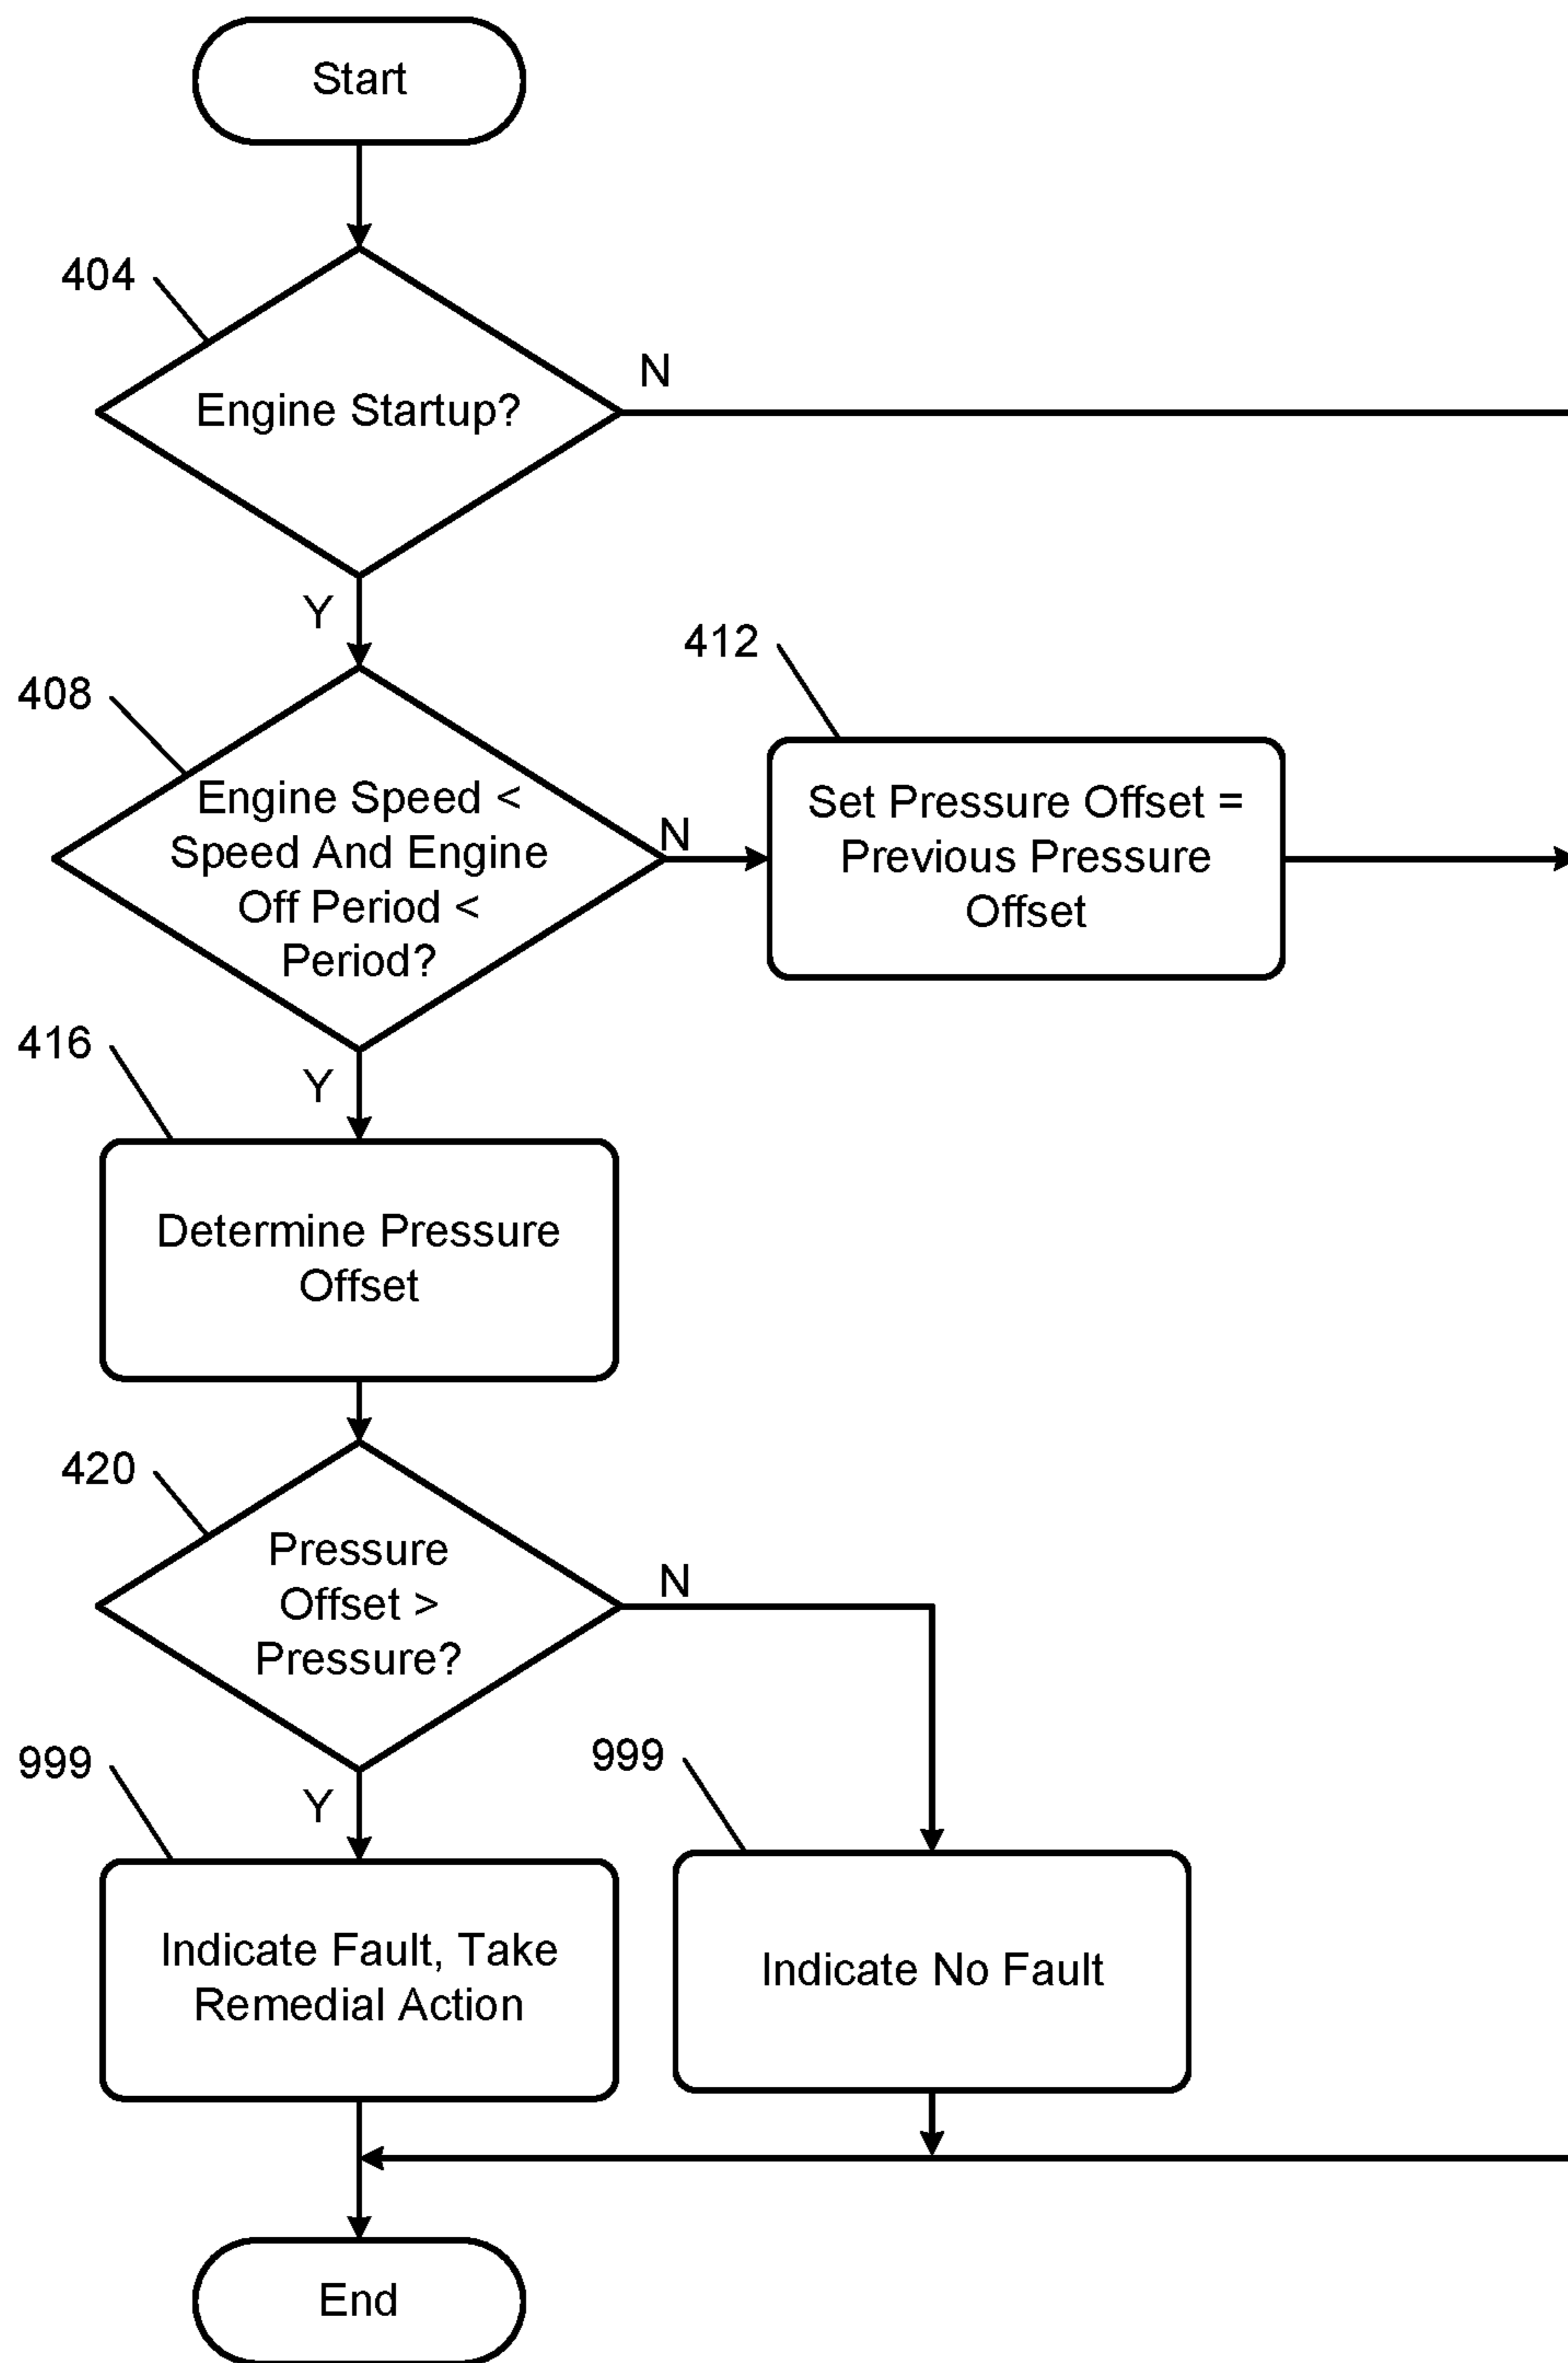 Start
404
Engine Startup?
N
Y
408
Engine Speed <
Speed And Engine
Off Period <
Period?
N
412
Set Pressure Offset =
Previous Pressure
Offset
Y
416
Determine Pressure
Offset
420
Pressure
Offset >
Pressure?
N
Y
999
Indicate Fault, Take
Remedial Action
999
Indicate No Fault
End